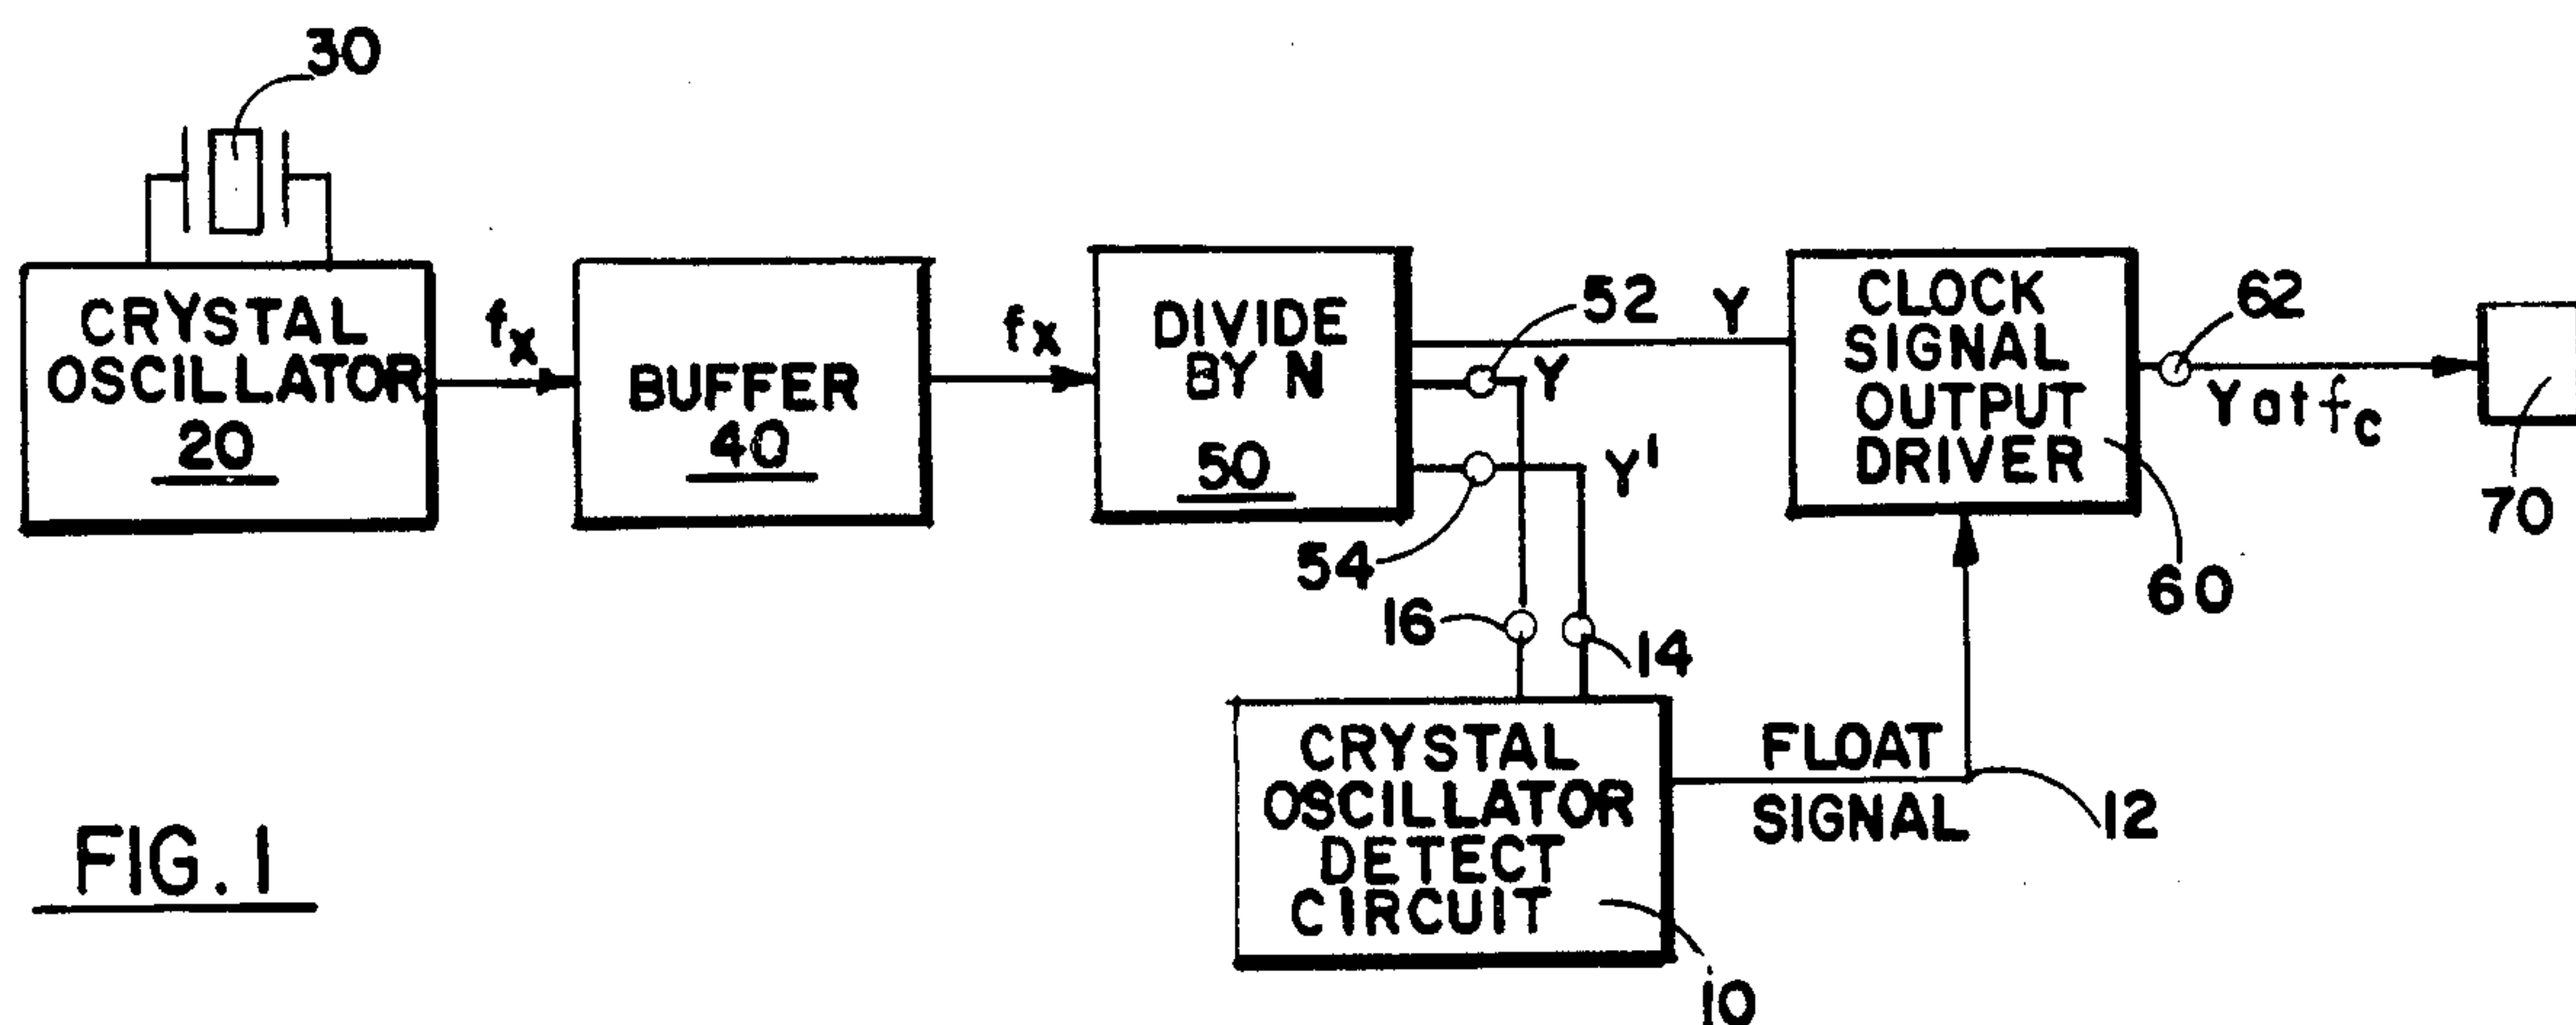 30
CRYSTAL
OSCILLATOR
20
fx
BUFFER
40
fx
DIVIDE
BY N
50
52
Y
Y
Y'
54
16
14
CLOCK
SIGNAL
OUTPUT
DRIVER
60
62
Y at fc
70
CRYSTAL
OSCILLATOR
DETECT
CIRCUIT
10
FLOAT
SIGNAL
12
FIG. 1